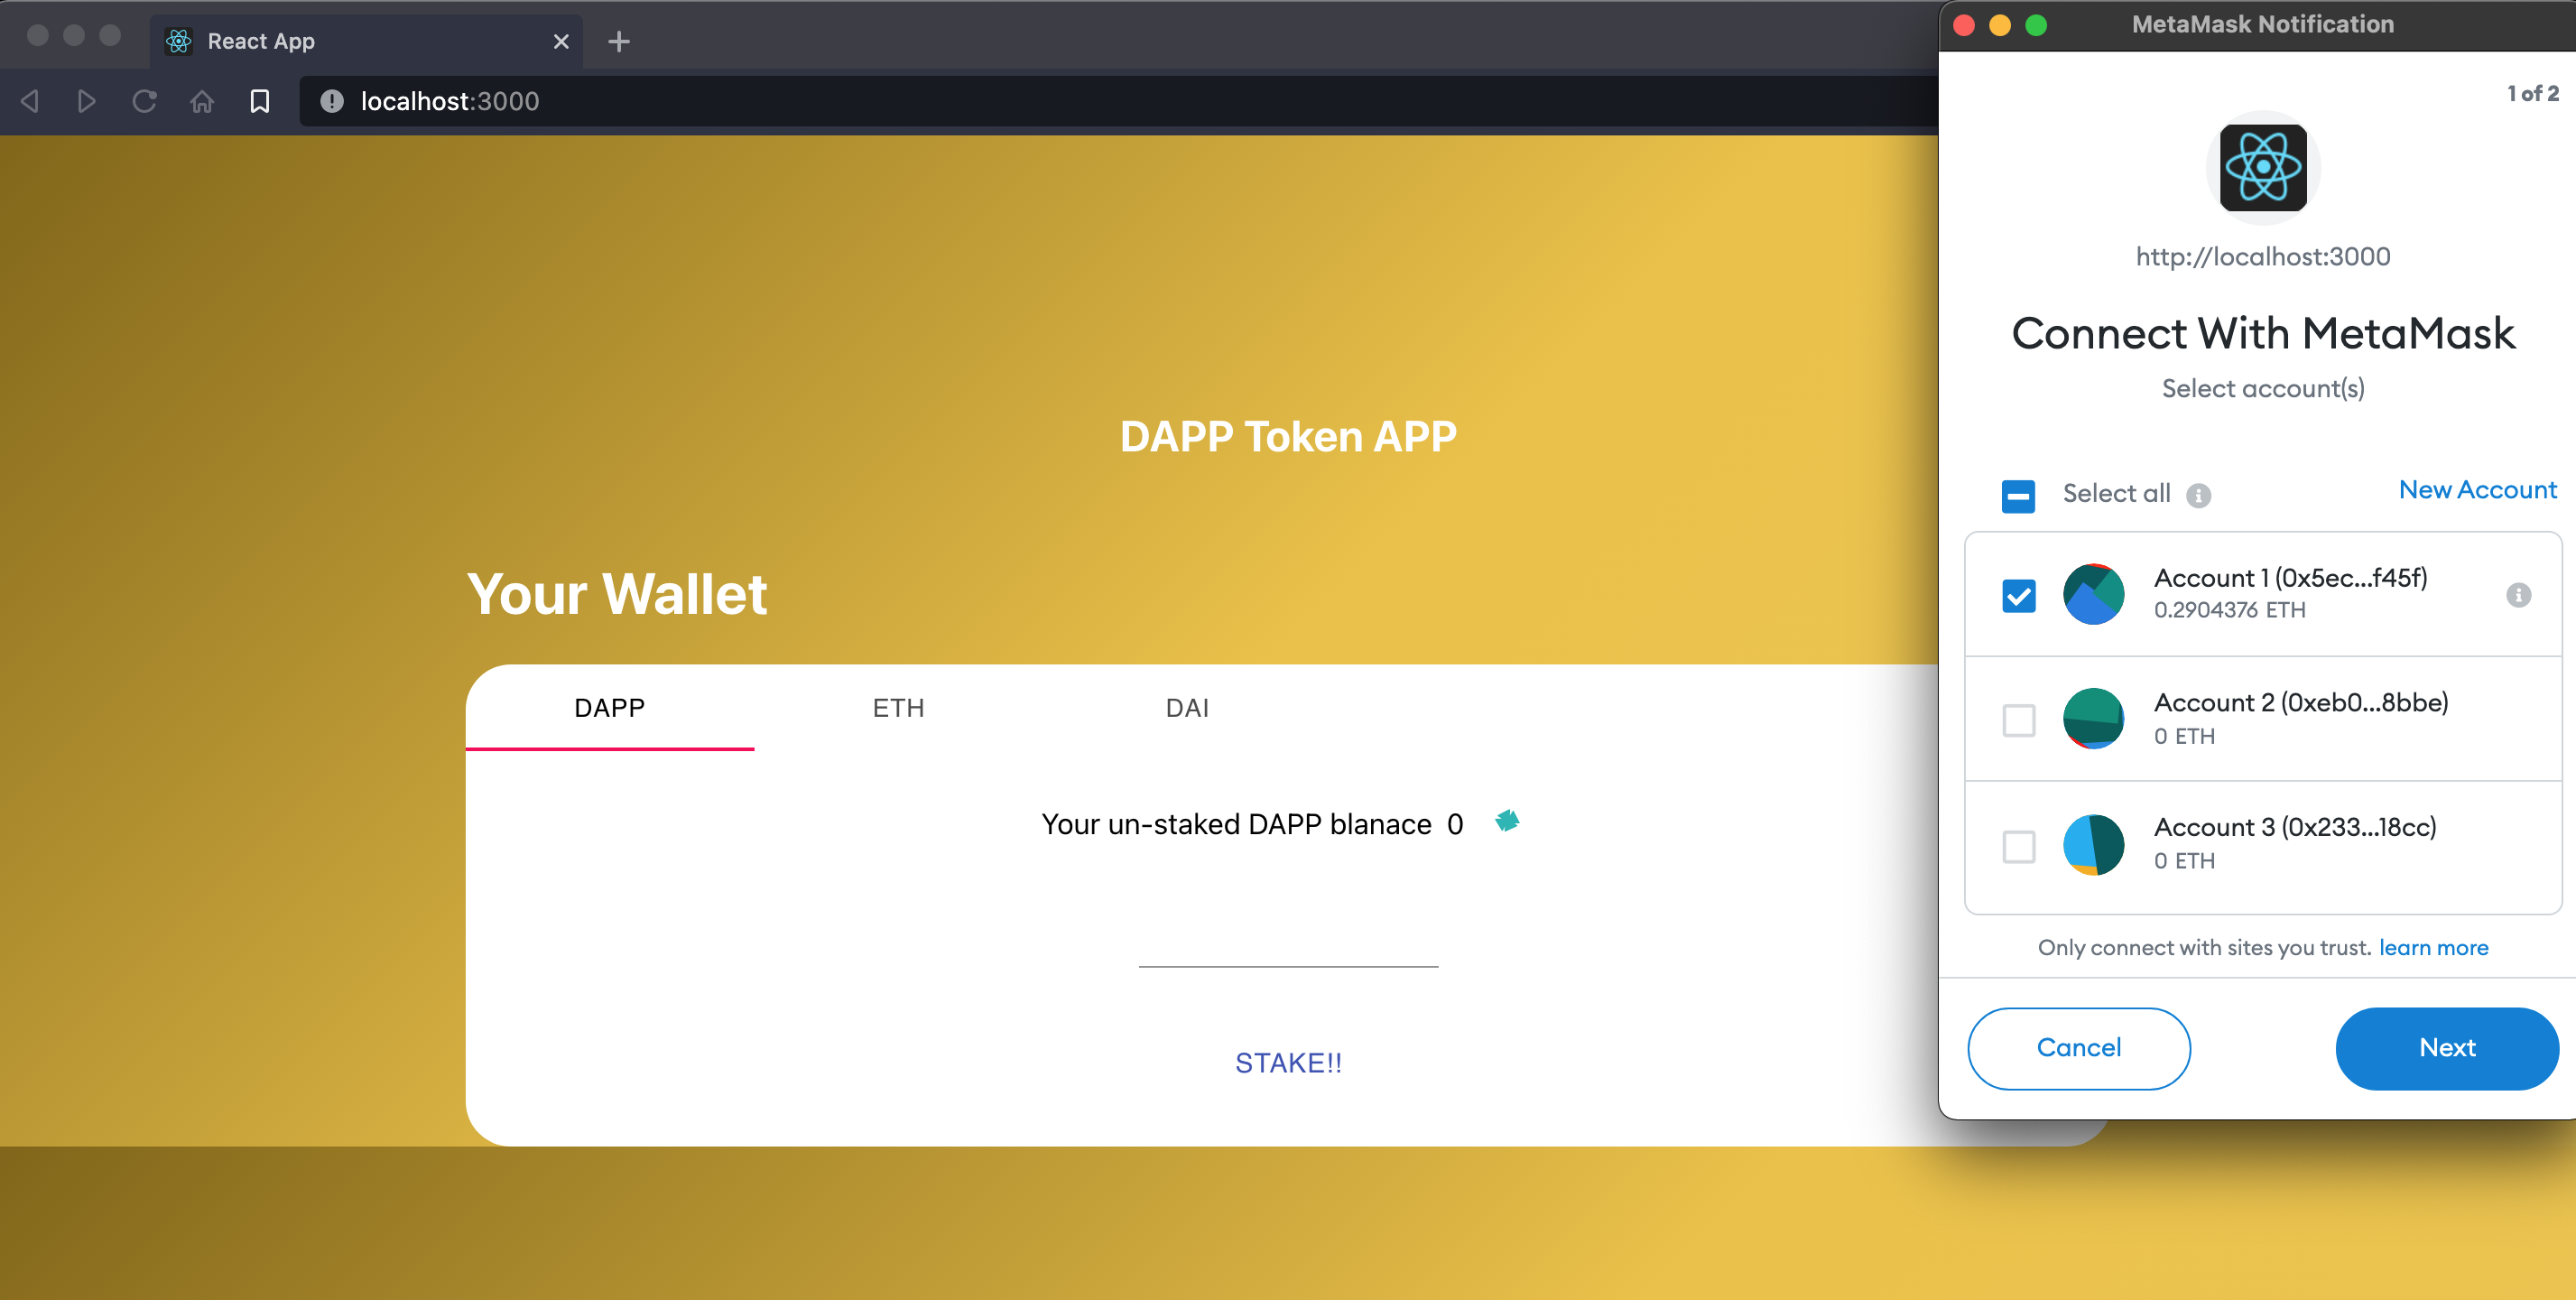 React App
localhost:3000
DAPP Token APP
Your Wallet
DAPP ETH DAI
Your un-staked DAPP blanace 0
STAKE!!
MetaMask Notification
1 of 2
http://localhost:3000
Connect With MetaMask
Select account(s)
Select all New Account
Account 1 (0x5ec...f45f)
0.2904376 ETH
Account 2 (0xeb0...8bbe)
0 ETH
Account 3 (0x233...18cc)
0 ETH
Only connect with sites you trust. learn more
Cancel Next